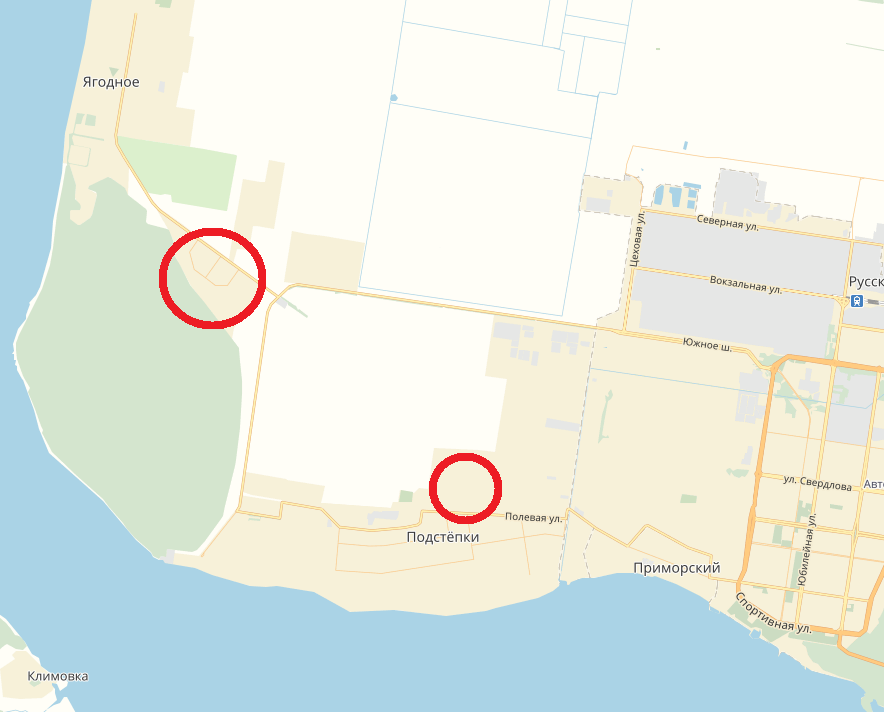 Ягодное
Северная ул.
Цеховая ул.
Вокзальная ул.
Русск
Южное ш.
ул. Свердлова
Авто
Полевая ул.
Подстёпки
Юбилейная ул.
Приморский
Спортивная ул.
Климовка